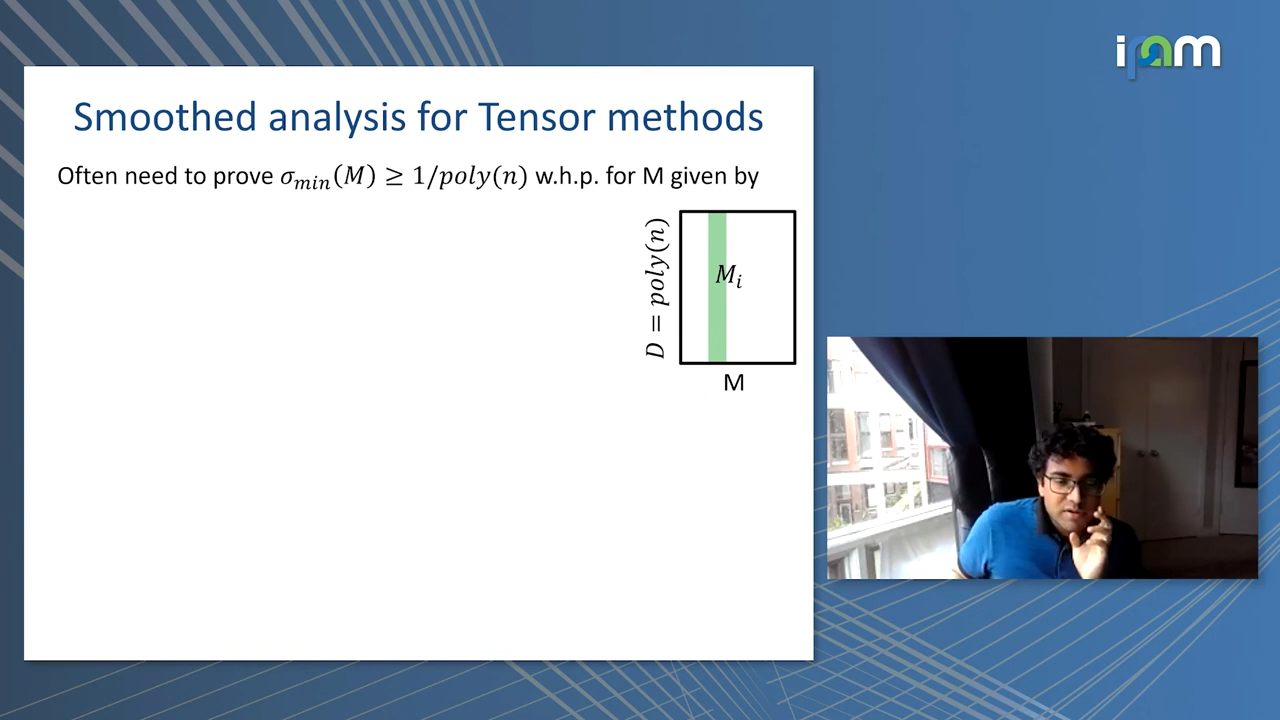 ipam
Smoothed analysis for Tensor methods
Often need to prove σ_min(M) ≥ 1/poly(n) w.h.p. for M given by
D = poly(n)
M_i
M